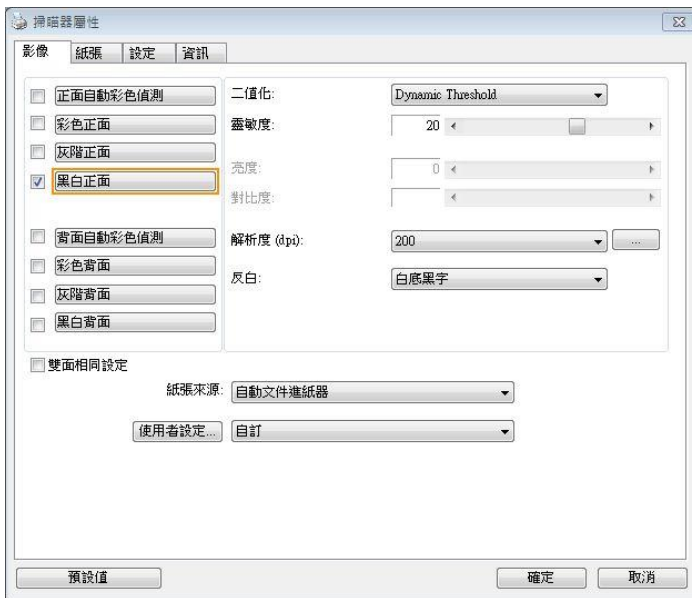 掃瞄器屬性
影像 紙張 設定 資訊
正面自動彩色偵測
彩色正面
灰階正面
黑白正面
背面自動彩色偵測
彩色背面
灰階背面
黑白背面
二值化: Dynamic Threshold
靈敏度: 20
亮度: 0
對比度:
解析度 (dpi): 200 ...
反白: 白底黑字
雙面相同設定
紙張來源: 自動文件進紙器
使用者設定... 自訂
預設值 確定 取消